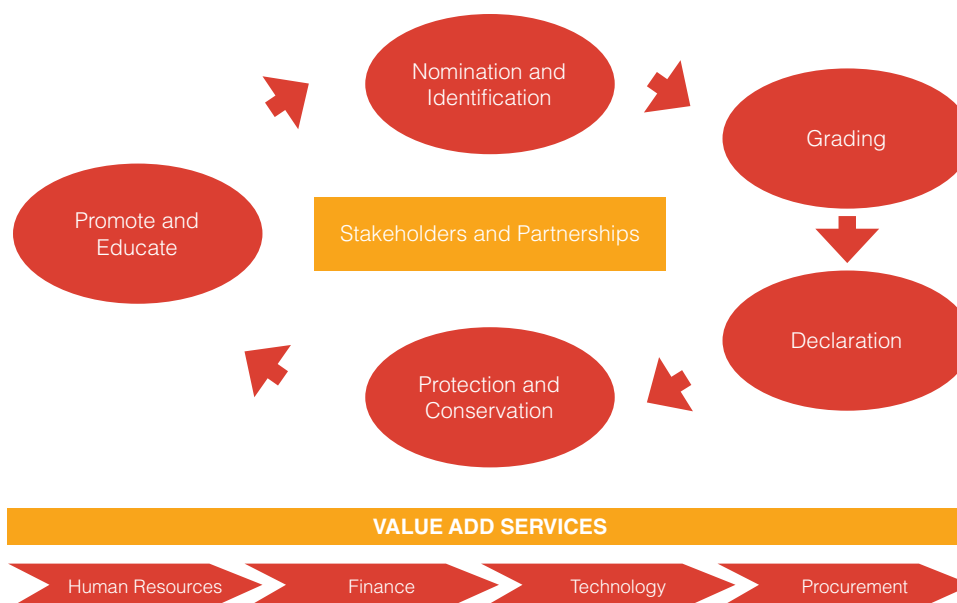 Nomination and
Identification
Grading
Promote and
Educate
Stakeholders and Partnerships
Declaration
Protection and
Conservation
VALUE ADD SERVICES
Human Resources
Finance
Technology
Procurement